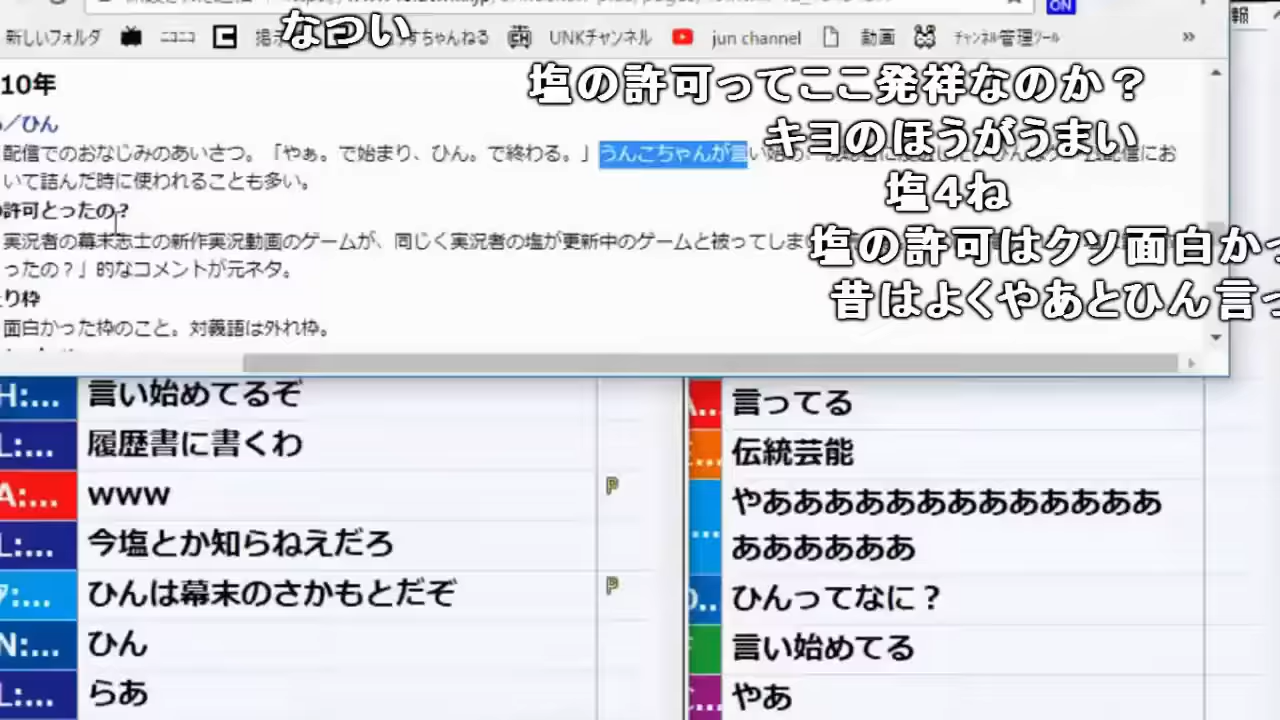 新しいフォルダ ニコニコ 掲示 すちゃんねる UNKチャンネル jun channel 動画 チャンネル管理ツール »
ON
報
なつい
10年
塩の許可ってここ発祥なのか？
／ひん
キヨのほうがうまい
配信でのおなじみのあいさつ。「やぁ。で始まり、ひん。で終わる。」うんこちゃんが言い始め、
いて詰んだ時に使われることも多い。
塩４ね
許可とったの？
実況者の幕末志士の新作実況動画のゲームが、同じく実況者の塩が更新中のゲームと被ってしま
塩の許可はクソ面白かっ
ったの？」的なコメントが元ネタ。
昔はよくやあとひん言っ
り枠
面白かった枠のこと。対義語は外れ枠。
H:... 言い始めてるぞ
L:... 履歴書に書くわ
A:... www
L:... 今塩とか知らねえだろ
ひんは幕末のさかもとだぞ
N:... ひん
L:... らあ
言ってる
伝統芸能
やあああああああああああああ
ああああああ
ひんってなに？
言い始めてる
やあ